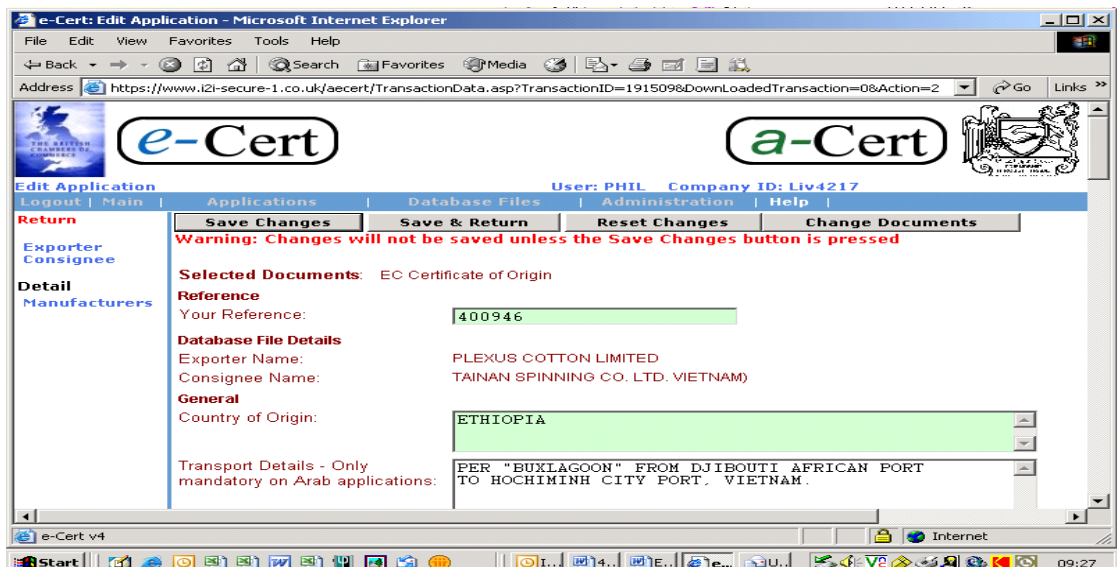 e-Cert: Edit Application - Microsoft Internet Explorer
File Edit View Favorites Tools Help
Back Search Favorites Media
Address https://www.i2i-secure-1.co.uk/aecert/TransactionData.asp?TransactionID=191509&DownLoadedTransaction=0&Action=2 Go Links »
THE BRITISH
CHAMBERS OF
COMMERCE
e-Cert a-Cert
Edit Application User: PHIL Company ID: Liv4217
Logout | Main | Applications | Database Files | Administration | Help |
Return Save Changes Save & Return Reset Changes Change Documents
Warning: Changes will not be saved unless the Save Changes button is pressed
Exporter
Consignee
Detail
Manufacturers
Selected Documents: EC Certificate of Origin
Reference
Your Reference: 400946
Database File Details
Exporter Name: PLEXUS COTTON LIMITED
Consignee Name: TAINAN SPINNING CO. LTD. VIETNAM)
General
Country of Origin: ETHIOPIA
Transport Details - Only PER "BUXLAGOON" FROM DJIBOUTI AFRICAN PORT
mandatory on Arab applications: TO HOCHIMINH CITY PORT, VIETNAM.
e-Cert v4 Internet
Start I... 4... E... e... U... 09:27